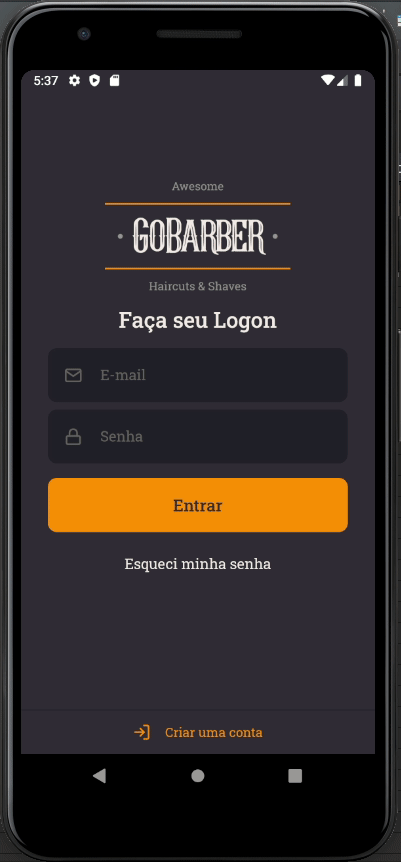 5:37
Awesome
GOBARBER
Haircuts & Shaves
Faça seu Logon
E-mail
Senha
Entrar
Esqueci minha senha
Criar uma conta